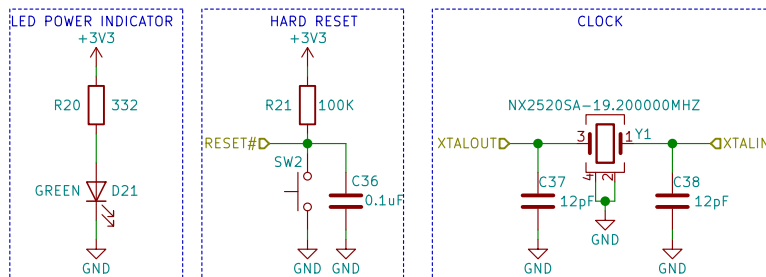 LED POWER INDICATOR
+3V3
R20 332
GREEN D21
GND
HARD RESET
+3V3
R21 100K
RESET#
SW2
C36
0.1uF
GND GND
CLOCK
NX2520SA-19.200000MHZ
XTALOUT 3 1 Y1 XTALIN
4 2
C37
12pF
C38
12pF
GND
GND GND